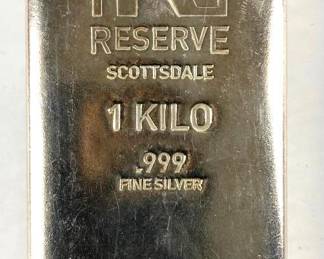 RESERVE
SCOTTSDALE
1 KILO
.999
FINE SILVER